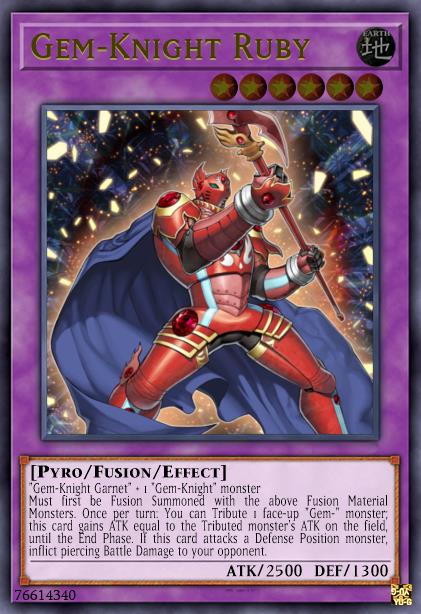 GEM-KNIGHT RUBY
EARTH
地
[PYRO/FUSION/EFFECT]
"Gem-Knight Garnet" + 1 "Gem-Knight" monster
Must first be Fusion Summoned with the above Fusion Material
Monsters. Once per turn: You can Tribute 1 face-up "Gem-" monster;
this card gains ATK equal to the Tributed monster's ATK on the field,
until the End Phase. If this card attacks a Defense Position monster,
inflict piercing Battle Damage to your opponent.
ATK/2500 DEF/1300
76614340